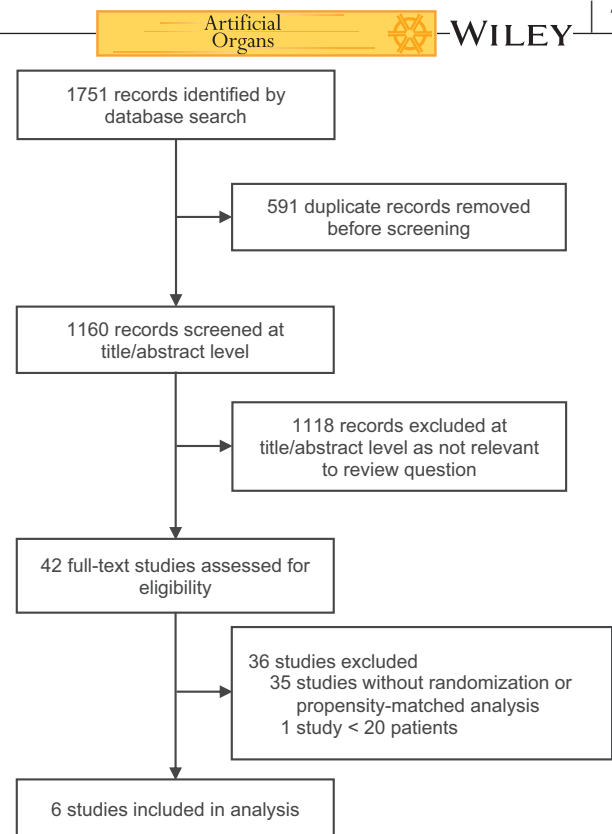 Artificial
Organs
WILEY
1751 records identified by
database search
591 duplicate records removed
before screening
1160 records screened at
title/abstract level
1118 records excluded at
title/abstract level as not relevant
to review question
42 full-text studies assessed for
eligibility
36 studies excluded
35 studies without randomization or
propensity-matched analysis
1 study < 20 patients
6 studies included in analysis